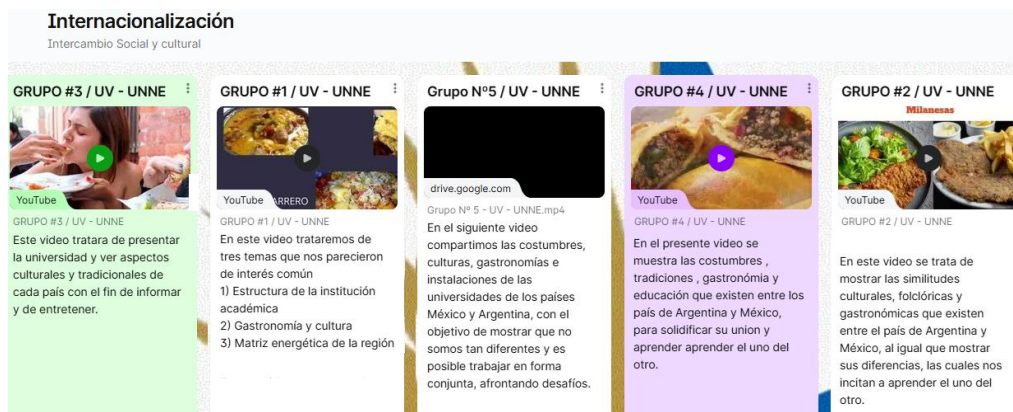 Internacionalización
Intercambio Social y cultural
GRUPO #3 / UV - UNNE
YouTube
GRUPO #3 / UV - UNNE
Este video tratara de presentar
la universidad y ver aspectos
culturales y tradicionales de
cada país con el fin de informar
y de entretener.
GRUPO #1 / UV - UNNE
YouTube
ARRERO
GRUPO #1 / UV - UNNE
En este video trataremos de
tres temas que nos parecieron
de interés común
1) Estructura de la institución
académica
2) Gastronomía y cultura
3) Matriz energética de la región
Grupo Nº5 / UV - UNNE
drive.google.com
Grupo Nº 5 - UV - UNNE.mp4
En el siguiente video
compartimos las costumbres,
culturas, gastronomías e
instalaciones de las
universidades de los países
México y Argentina, con el
objetivo de mostrar que no
somos tan diferentes y es
posible trabajar en forma
conjunta, afrontando desafíos.
GRUPO #4 / UV - UNNE
YouTube
GRUPO #4 / UV - UNNE
En el presente video se
muestra las costumbres ,
tradiciones , gastronómia y
educación que existen entre los
país de Argentina y México,
para solidificar su union y
aprender aprender el uno del
otro.
GRUPO #2 / UV - UNNE
Milanesas
YouTube
GRUPO #2 / UV - UNNE
En este video se trata de
mostrar las similitudes
culturales, folclóricas y
gastronómicas que existen
entre el país de Argentina y
México, al igual que mostrar
sus diferencias, las cuales nos
incitan a aprender el uno del
otro.